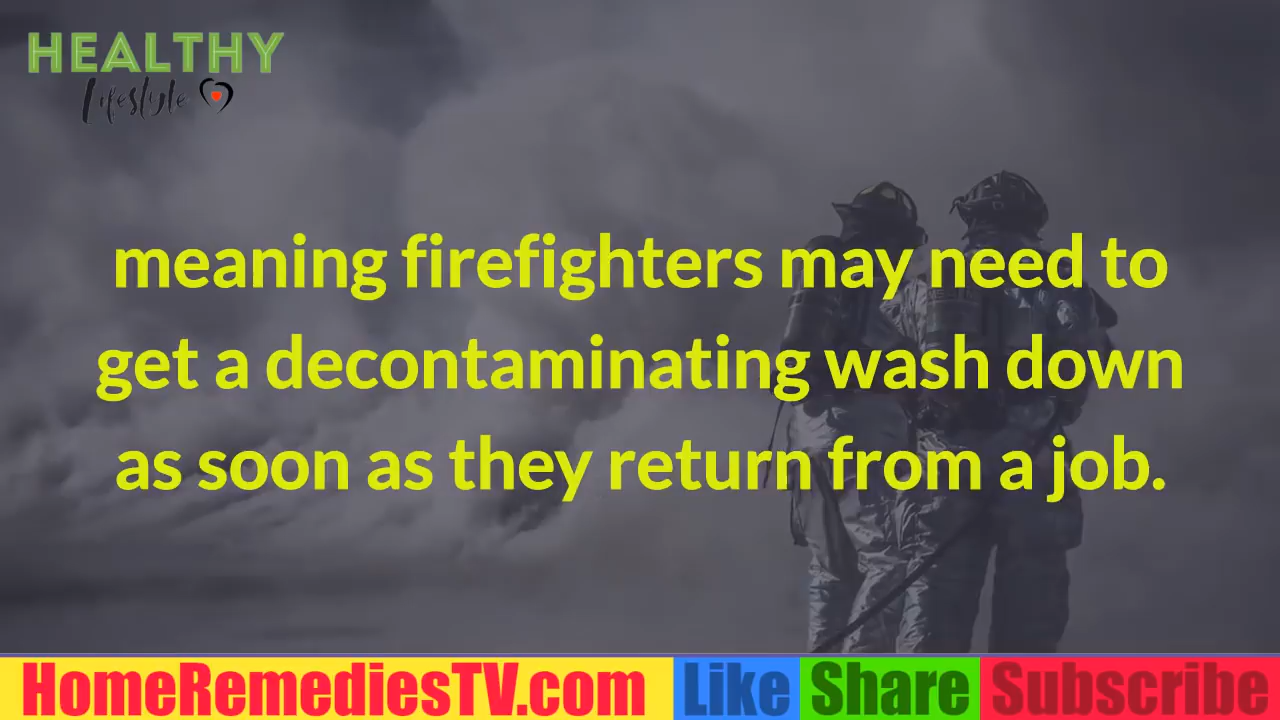 HEALTHY
Lifestyle
meaning firefighters may need to
get a decontaminating wash down
as soon as they return from a job.
HomeRemediesTV.com Like Share Subscribe